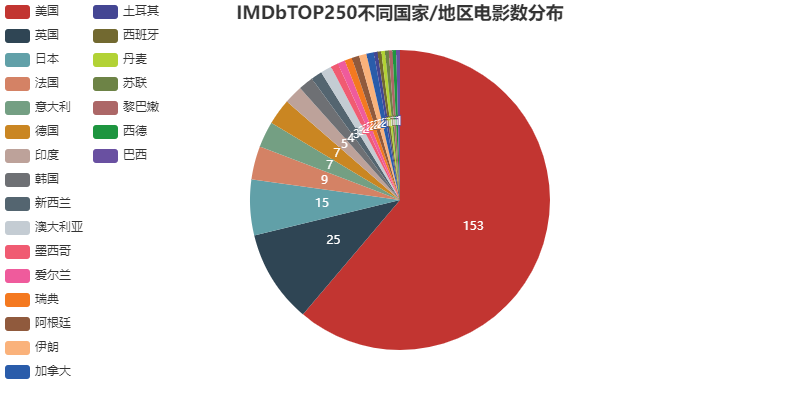 IMDbTOP250不同国家/地区电影数分布
美国
英国
日本
法国
意大利
德国
印度
韩国
新西兰
澳大利亚
墨西哥
爱尔兰
瑞典
阿根廷
伊朗
加拿大
土耳其
西班牙
丹麦
苏联
黎巴嫩
西德
巴西
153
25
15
9
7
7
5
4
3